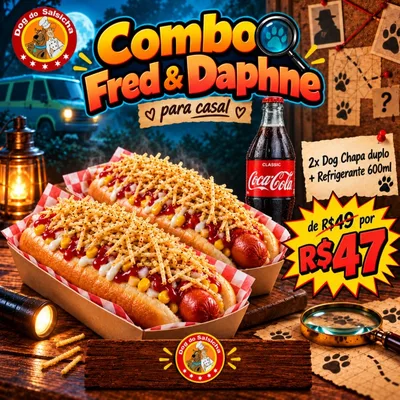 Dog do Salsicha
Combo
Fred & Daphne
para casal
?
CLASSIC
Coca-Cola
2x Dog Chapa duplo
+ Refrigerante 600ml
de R$49 por
R$47
Dog do Salsicha